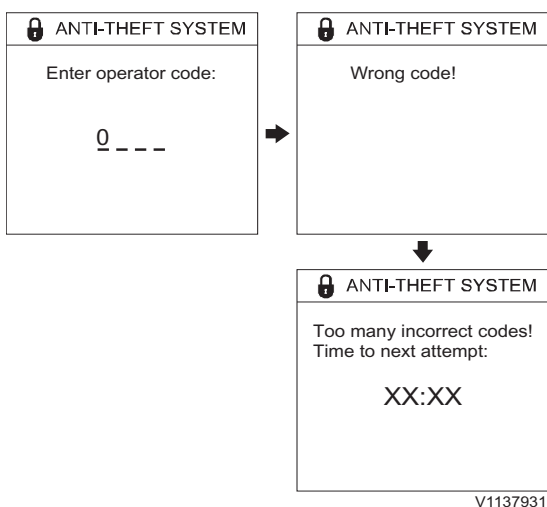 ANTI-THEFT SYSTEM
Enter operator code:
0 _ _ _
ANTI-THEFT SYSTEM
Wrong code!
ANTI-THEFT SYSTEM
Too many incorrect codes!
Time to next attempt:
XX:XX
V1137931